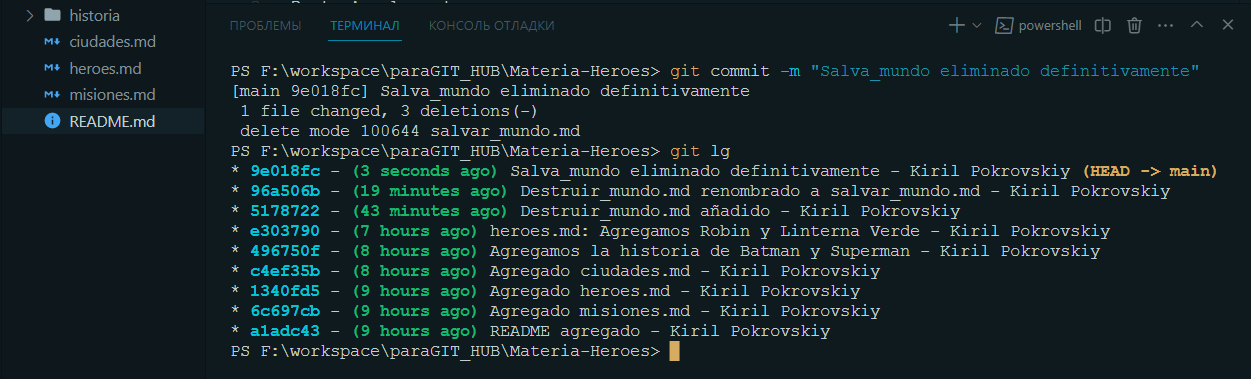 historia
ciudades.md
heroes.md
misiones.md
README.md
ПРОБЛЕМЫ ТЕРМИНАЛ КОНСОЛЬ ОТЛАДКИ powershell
PS F:\workspace\paraGIT_HUB\Materia-Heroes> git commit -m "Salva_mundo eliminado definitivamente"
[main 9e018fc] Salva_mundo eliminado definitivamente
1 file changed, 3 deletions(-)
delete mode 100644 salvar_mundo.md
PS F:\workspace\paraGIT_HUB\Materia-Heroes> git lg
* 9e018fc - (3 seconds ago) Salva_mundo eliminado definitivamente - Kiril Pokrovskiy (HEAD -> main)
* 96a506b - (19 minutes ago) Destruir_mundo.md renombrado a salvar_mundo.md - Kiril Pokrovskiy
* 5178722 - (43 minutes ago) Destruir_mundo.md añadido - Kiril Pokrovskiy
* e303790 - (7 hours ago) heroes.md: Agregamos Robin y Linterna Verde - Kiril Pokrovskiy
* 496750f - (8 hours ago) Agregamos la historia de Batman y Superman - Kiril Pokrovskiy
* c4ef35b - (8 hours ago) Agregado ciudades.md - Kiril Pokrovskiy
* 1340fd5 - (9 hours ago) Agregado heroes.md - Kiril Pokrovskiy
* 6c697cb - (9 hours ago) Agregado misiones.md - Kiril Pokrovskiy
* a1adc43 - (9 hours ago) README agregado - Kiril Pokrovskiy
PS F:\workspace\paraGIT_HUB\Materia-Heroes>